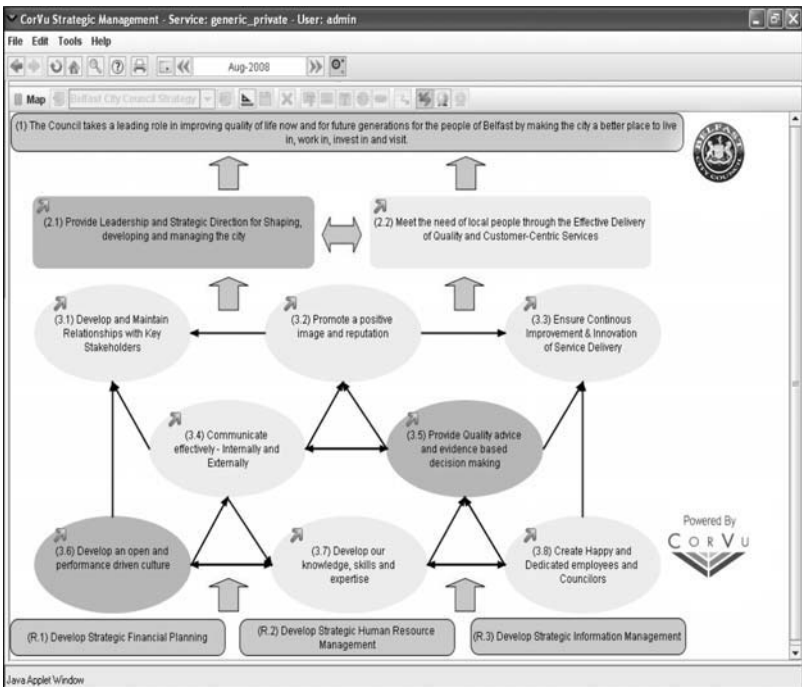 CorVu Strategic Management - Service: generic_private - User: admin
File Edit Tools Help
Aug-2008
Map Belfast City Council Strategy
(1) The Council takes a leading role in improving quality of life now and for future generations for the people of Belfast by making the city a better place to live
in, work in, invest in and visit.
BELFAST
CITY COUNCIL
(2.1) Provide Leadership and Strategic Direction for Shaping,
developing and managing the city
(2.2) Meet the need of local people through the Effective Delivery
of Quality and Customer-Centric Services
(3.1) Develop and Maintain
Relationships with Key
Stakeholders
(3.2) Promote a positive
image and reputation
(3.3) Ensure Continous
Improvement & Innovation
of Service Delivery
(3.4) Communicate
effectively - Internally and
Externally
(3.5) Provide Quality advice
and evidence based
decision making
(3.6) Develop an open and
performance driven culture
(3.7) Develop our
knowledge, skills and
expertise
(3.8) Create Happy and
Dedicated employees and
Councilors
Powered By
CORVU
(R.1) Develop Strategic Financial Planning
(R.2) Develop Strategic Human Resource
Management
(R.3) Develop Strategic Information Management
Java Applet Window